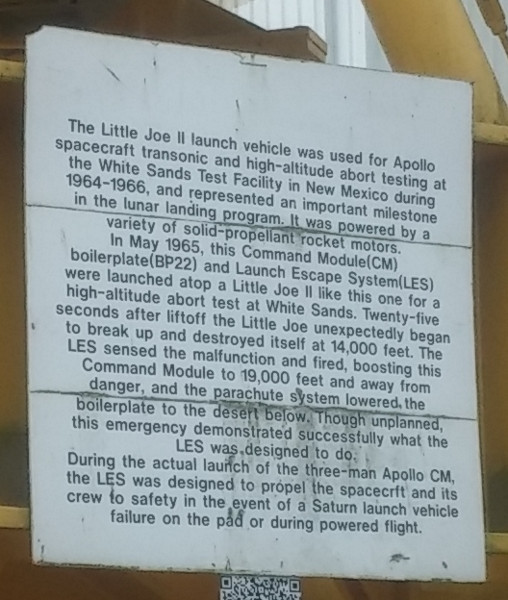 The Little Joe II launch vehicle was used for Apollo
spacecraft transonic and high-altitude abort testing at
the White Sands Test Facility in New Mexico during
1964-1966, and represented an important milestone
in the lunar landing program. It was powered by a
variety of solid-propellant rocket motors.
In May 1965, this Command Module(CM)
boilerplate(BP22) and Launch Escape System(LES)
were launched atop a Little Joe II like this one for a
high-altitude abort test at White Sands. Twenty-five
seconds after liftoff the Little Joe unexpectedly began
to break up and destroyed itself at 14,000 feet. The
LES sensed the malfunction and fired, boosting this
Command Module to 19,000 feet and away from
danger, and the parachute system lowered the
boilerplate to the desert below. Though unplanned,
this emergency demonstrated successfully what the
LES was designed to do.
During the actual launch of the three-man Apollo CM,
the LES was designed to propel the spacecrft and its
crew to safety in the event of a Saturn launch vehicle
failure on the pad or during powered flight.